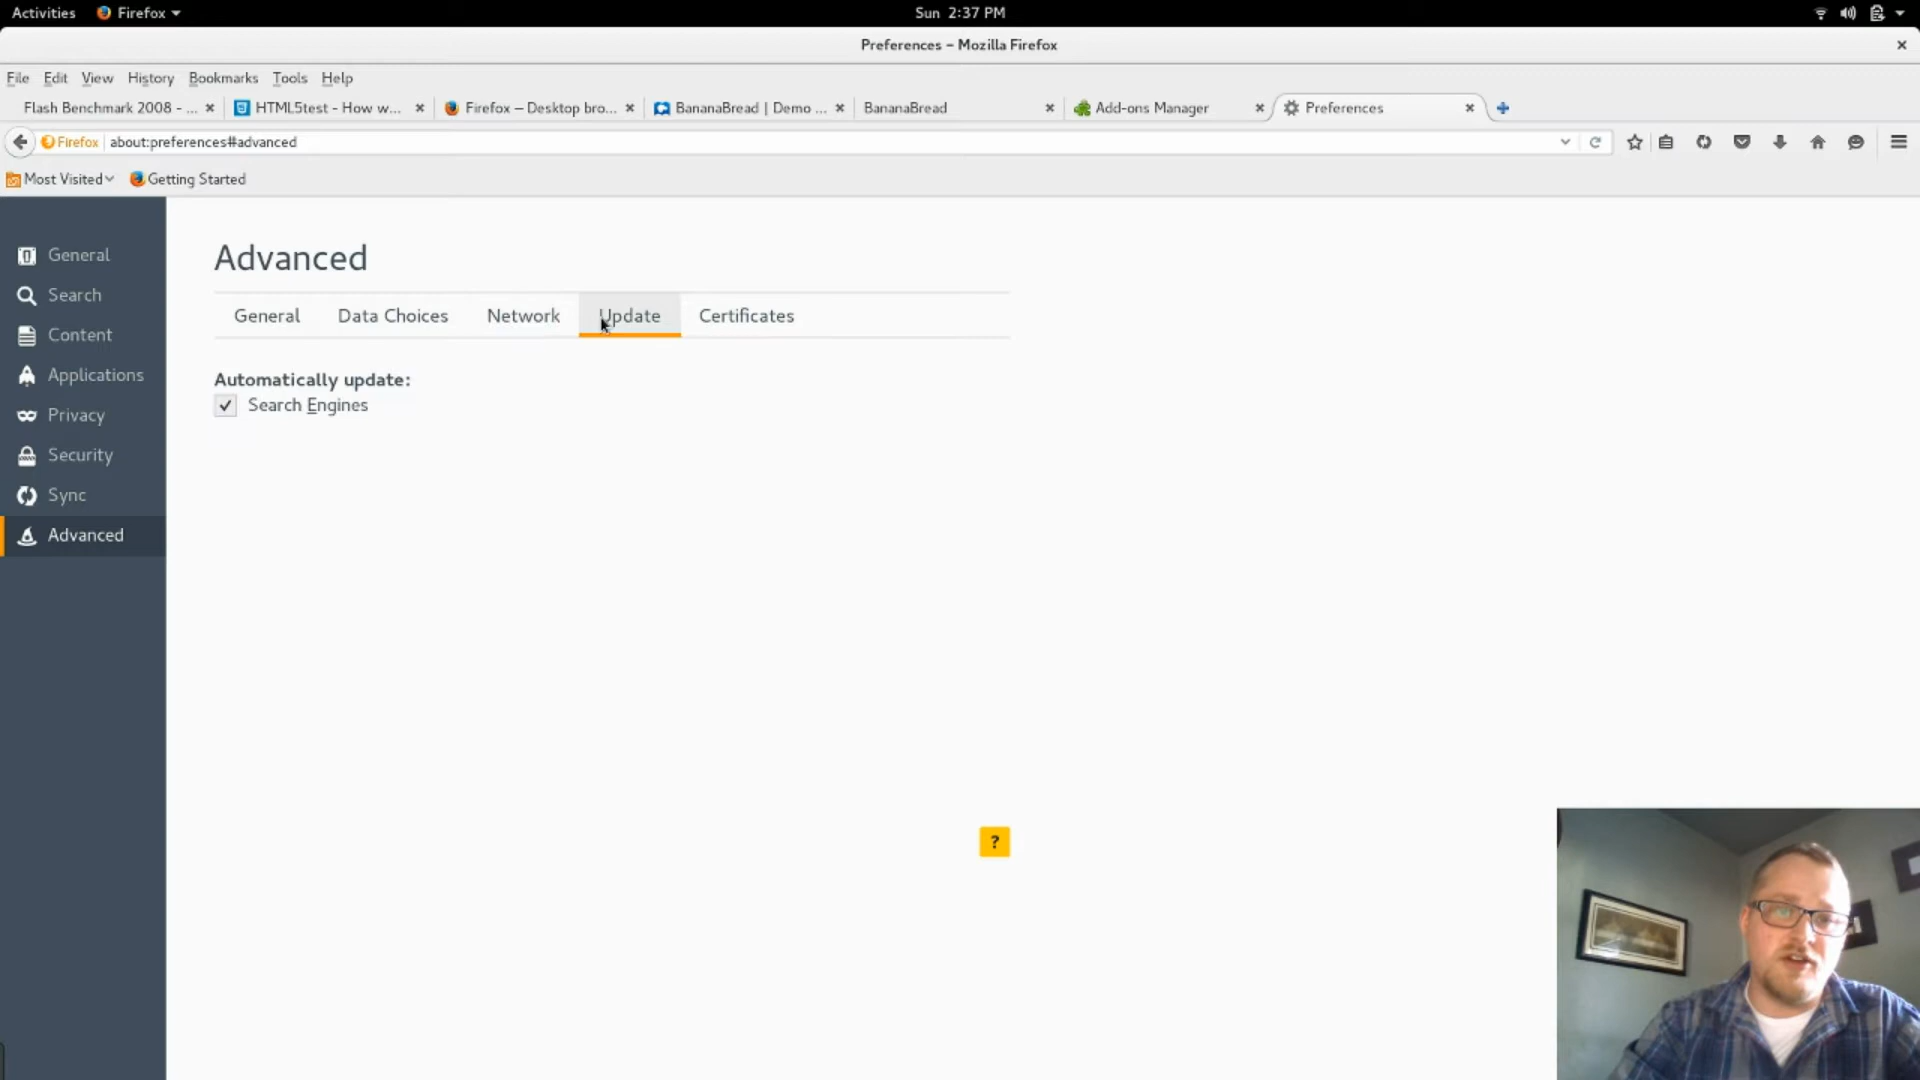 Activities Firefox Sun 2:37 PM
Preferences – Mozilla Firefox
File Edit View History Bookmarks Tools Help
Flash Benchmark 2008 - ... HTML5test - How w... Firefox – Desktop bro... BananaBread | Demo ... BananaBread Add-ons Manager Preferences
Firefox about:preferences#advanced
Most Visited Getting Started
General
Search
Content
Applications
Privacy
Security
Sync
Advanced
Advanced
General Data Choices Network Update Certificates
Automatically update:
Search Engines
?